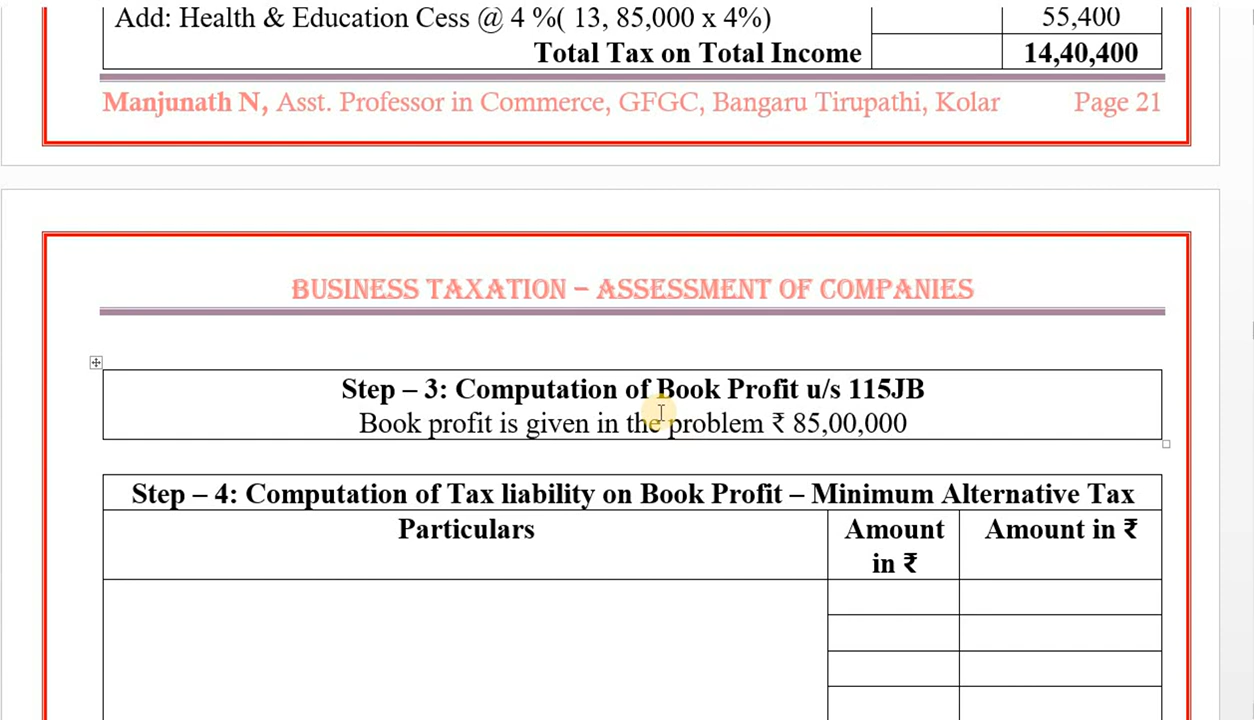 Add: Health & Education Cess @ 4 %( 13, 85,000 x 4%) 55,400
Total Tax on Total Income 14,40,400
Manjunath N, Asst. Professor in Commerce, GFGC, Bangaru Tirupathi, Kolar Page 21
BUSINESS TAXATION – ASSESSMENT OF COMPANIES
Step – 3: Computation of Book Profit u/s 115JB
Book profit is given in the problem ₹ 85,00,000
Step – 4: Computation of Tax liability on Book Profit – Minimum Alternative Tax
Particulars Amount in ₹ Amount in ₹